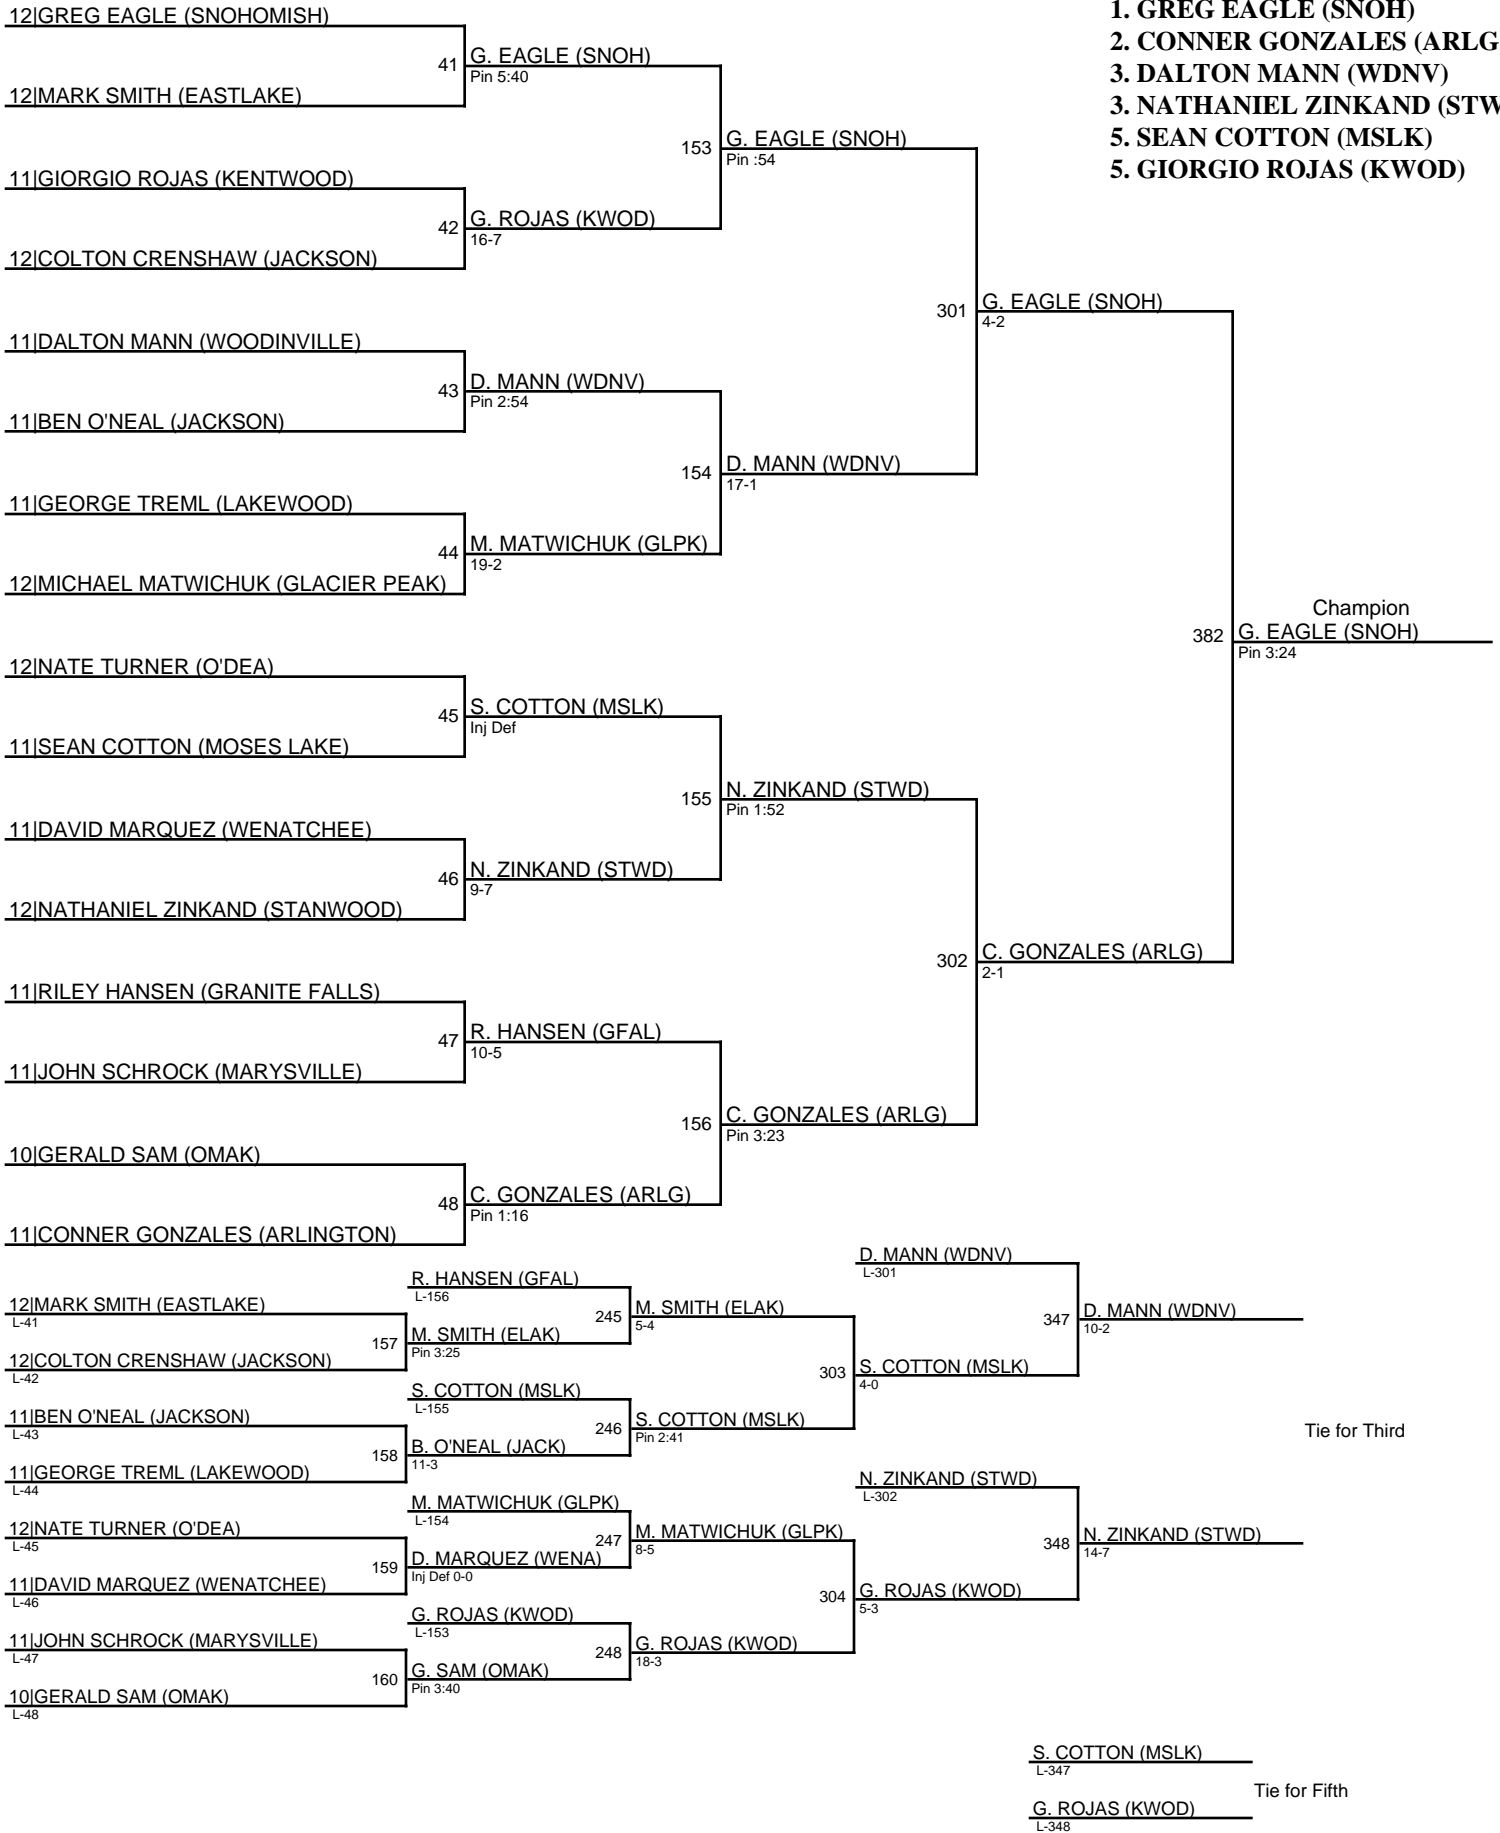 12|GREG EAGLE (SNOHOMISH)
41
G. EAGLE (SNOH)
Pin 5:40
12|MARK SMITH (EASTLAKE)
153
G. EAGLE (SNOH)
Pin :54
11|GIORGIO ROJAS (KENTWOOD)
42
G. ROJAS (KWOD)
16-7
12|COLTON CRENSHAW (JACKSON)
301
G. EAGLE (SNOH)
4-2
11|DALTON MANN (WOODINVILLE)
43
D. MANN (WDNV)
Pin 2:54
11|BEN O'NEAL (JACKSON)
154
D. MANN (WDNV)
17-1
11|GEORGE TREML (LAKEWOOD)
44
M. MATWICHUK (GLPK)
19-2
12|MICHAEL MATWICHUK (GLACIER PEAK)
Champion
382
G. EAGLE (SNOH)
Pin 3:24
12|NATE TURNER (O'DEA)
45
S. COTTON (MSLK)
Inj Def
11|SEAN COTTON (MOSES LAKE)
155
N. ZINKAND (STWD)
Pin 1:52
11|DAVID MARQUEZ (WENATCHEE)
46
N. ZINKAND (STWD)
9-7
12|NATHANIEL ZINKAND (STANWOOD)
302
C. GONZALES (ARLG)
2-1
11|RILEY HANSEN (GRANITE FALLS)
47
R. HANSEN (GFAL)
10-5
11|JOHN SCHROCK (MARYSVILLE)
156
C. GONZALES (ARLG)
Pin 3:23
10|GERALD SAM (OMAK)
48
C. GONZALES (ARLG)
Pin 1:16
11|CONNER GONZALES (ARLINGTON)
1. GREG EAGLE (SNOH)
2. CONNER GONZALES (ARLG
3. DALTON MANN (WDNV)
3. NATHANIEL ZINKAND (STW
5. SEAN COTTON (MSLK)
5. GIORGIO ROJAS (KWOD)
12|MARK SMITH (EASTLAKE)
L-41
12|COLTON CRENSHAW (JACKSON)
L-42
11|BEN O'NEAL (JACKSON)
L-43
11|GEORGE TREML (LAKEWOOD)
L-44
12|NATE TURNER (O'DEA)
L-45
11|DAVID MARQUEZ (WENATCHEE)
L-46
11|JOHN SCHROCK (MARYSVILLE)
L-47
10|GERALD SAM (OMAK)
L-48
R. HANSEN (GFAL)
L-156
157
M. SMITH (ELAK)
Pin 3:25
S. COTTON (MSLK)
L-155
158
B. O'NEAL (JACK)
11-3
M. MATWICHUK (GLPK)
L-154
159
D. MARQUEZ (WENA)
Inj Def 0-0
G. ROJAS (KWOD)
L-153
160
G. SAM (OMAK)
Pin 3:40
245
M. SMITH (ELAK)
5-4
246
S. COTTON (MSLK)
Pin 2:41
247
M. MATWICHUK (GLPK)
8-5
248
G. ROJAS (KWOD)
18-3
D. MANN (WDNV)
L-301
303
S. COTTON (MSLK)
4-0
N. ZINKAND (STWD)
L-302
304
G. ROJAS (KWOD)
5-3
347
D. MANN (WDNV)
10-2
Tie for Third
348
N. ZINKAND (STWD)
14-7
S. COTTON (MSLK)
L-347
Tie for Fifth
G. ROJAS (KWOD)
L-348